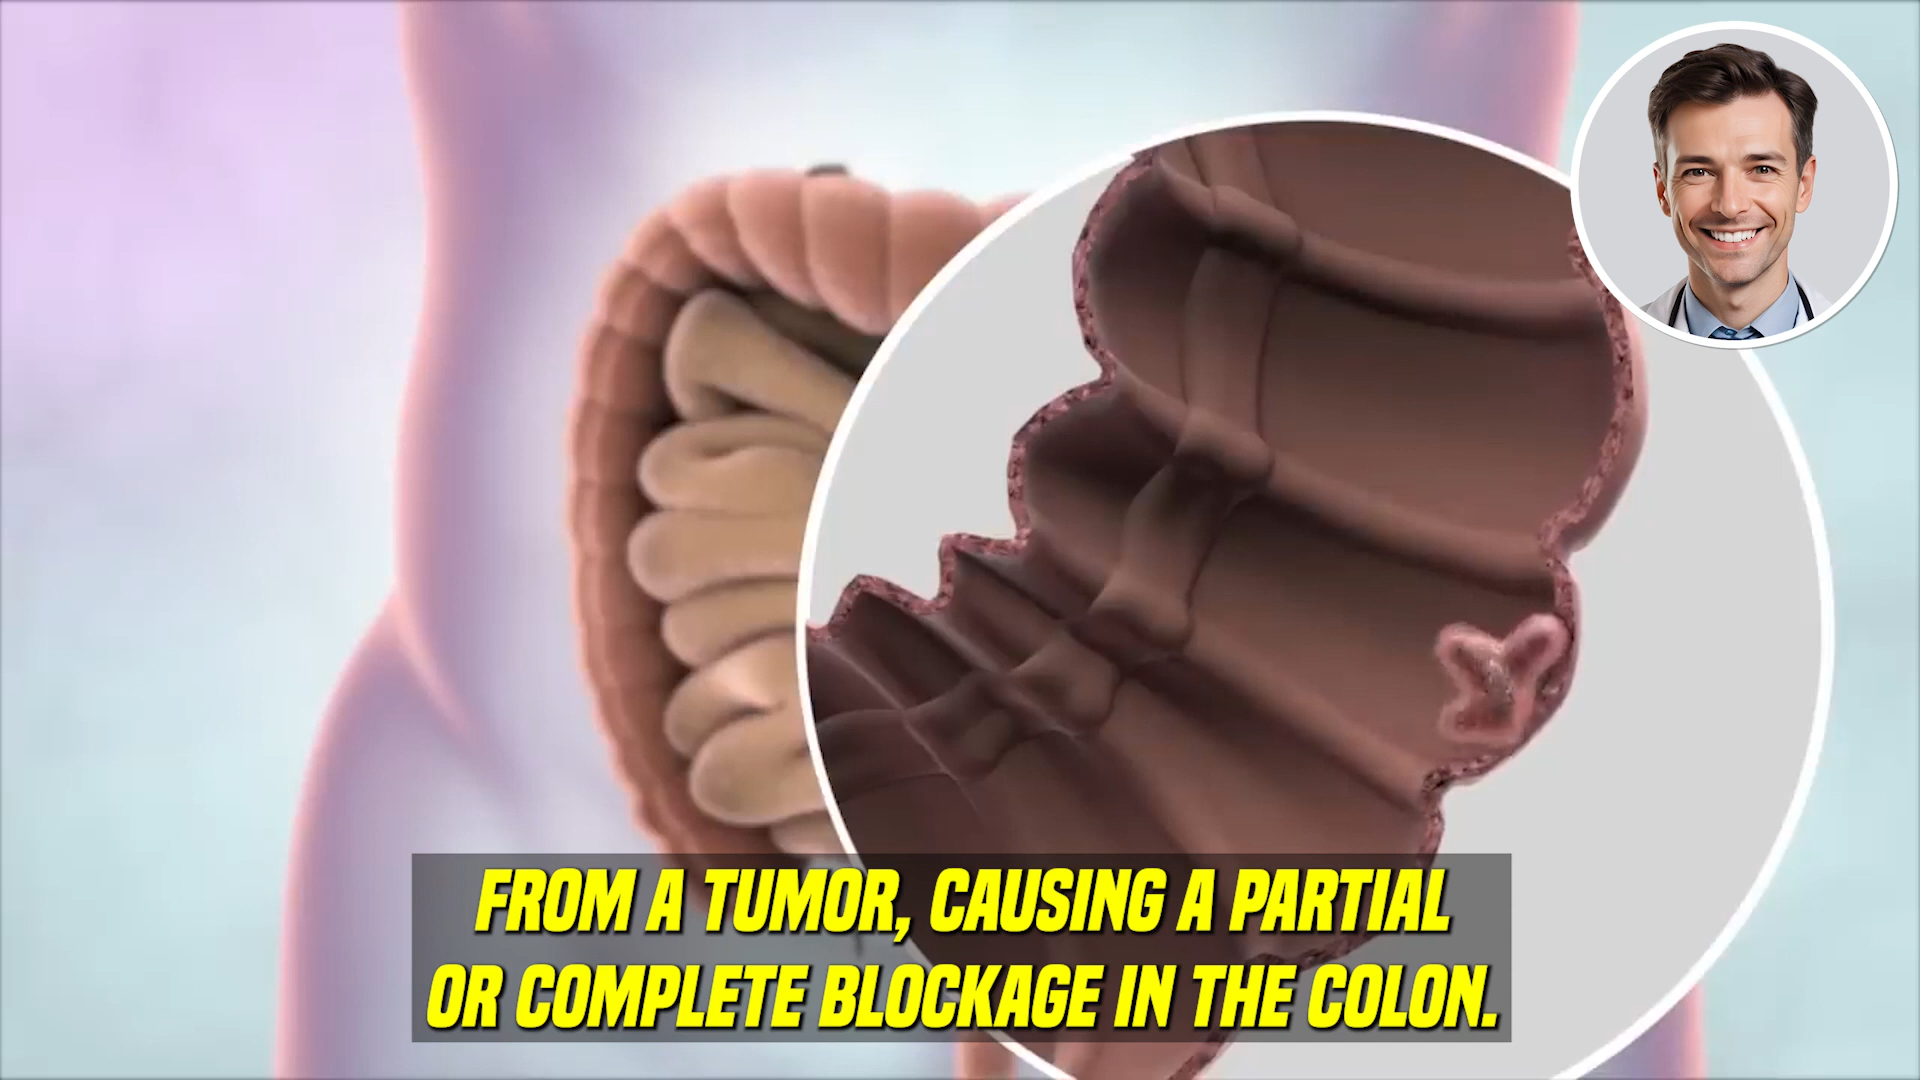 FROM A TUMOR, CAUSING A PARTIAL
OR COMPLETE BLOCKAGE IN THE COLON.